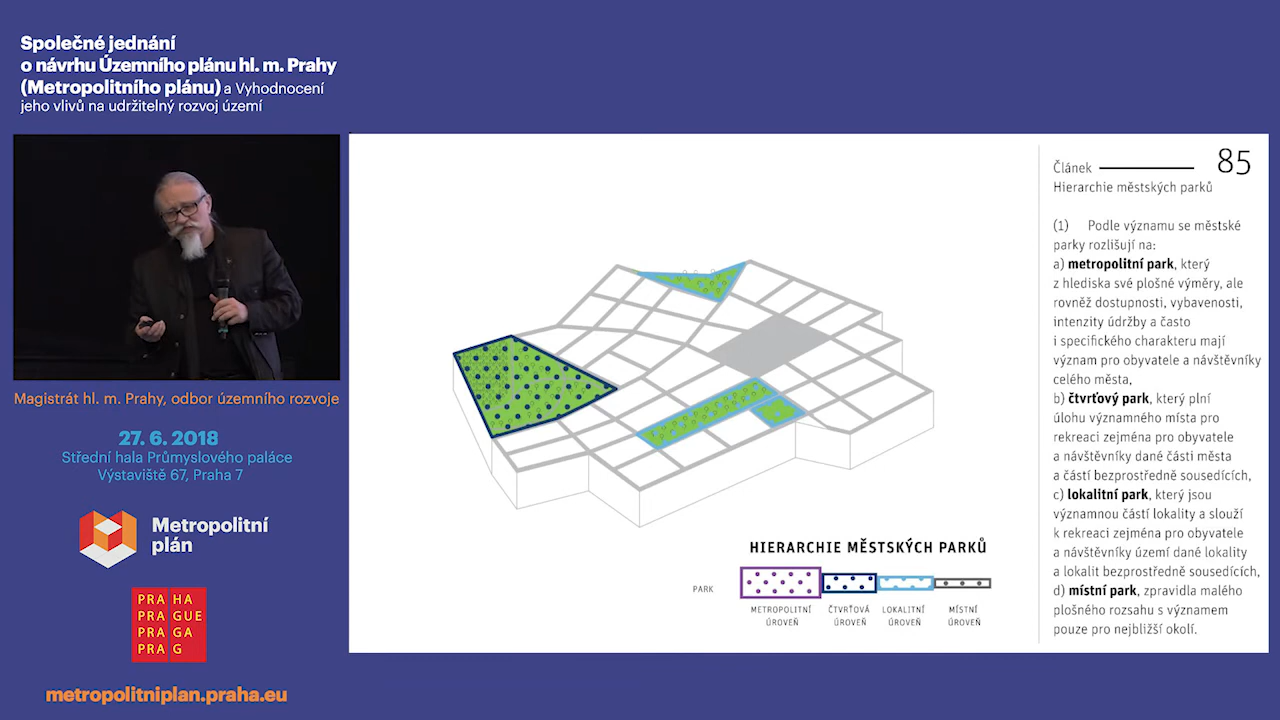 Společné jednání
o návrhu Územního plánu hl. m. Prahy
(Metropolitního plánu) a Vyhodnocení
jeho vlivů na udržitelný rozvoj území
Magistrát hl. m. Prahy, odbor územního rozvoje
27. 6. 2018
Střední hala Průmyslového paláce
Výstaviště 67, Praha 7
Metropolitní
plán
PRA HA
PRA GUE
PRA GA
PRA G
metropolitniplan.praha.eu
HIERARCHIE MĚSTSKÝCH PARKŮ
PARK
METROPOLITNÍ
ÚROVEŇ
ČTVRŤOVÁ
ÚROVEŇ
LOKALITNÍ
ÚROVEŇ
MÍSTNÍ
ÚROVEŇ
Článek 85
Hierarchie městských parků
(1) Podle významu se městské
parky rozlišují na:
a) metropolitní park, který
z hlediska své plošné výměry, ale
rovněž dostupnosti, vybavenosti,
intenzity údržby a často
i specifického charakteru mají
význam pro obyvatele a návštěvníky
celého města,
b) čtvrťový park, který plní
úlohu významného místa pro
rekreaci zejména pro obyvatele
a návštěvníky dané části města
a částí bezprostředně sousedících,
c) lokalitní park, který jsou
významnou částí lokality a slouží
k rekreaci zejména pro obyvatele
a návštěvníky území dané lokality
a lokalit bezprostředně sousedících,
d) místní park, zpravidla malého
plošného rozsahu s významem
pouze pro nejbližší okolí.